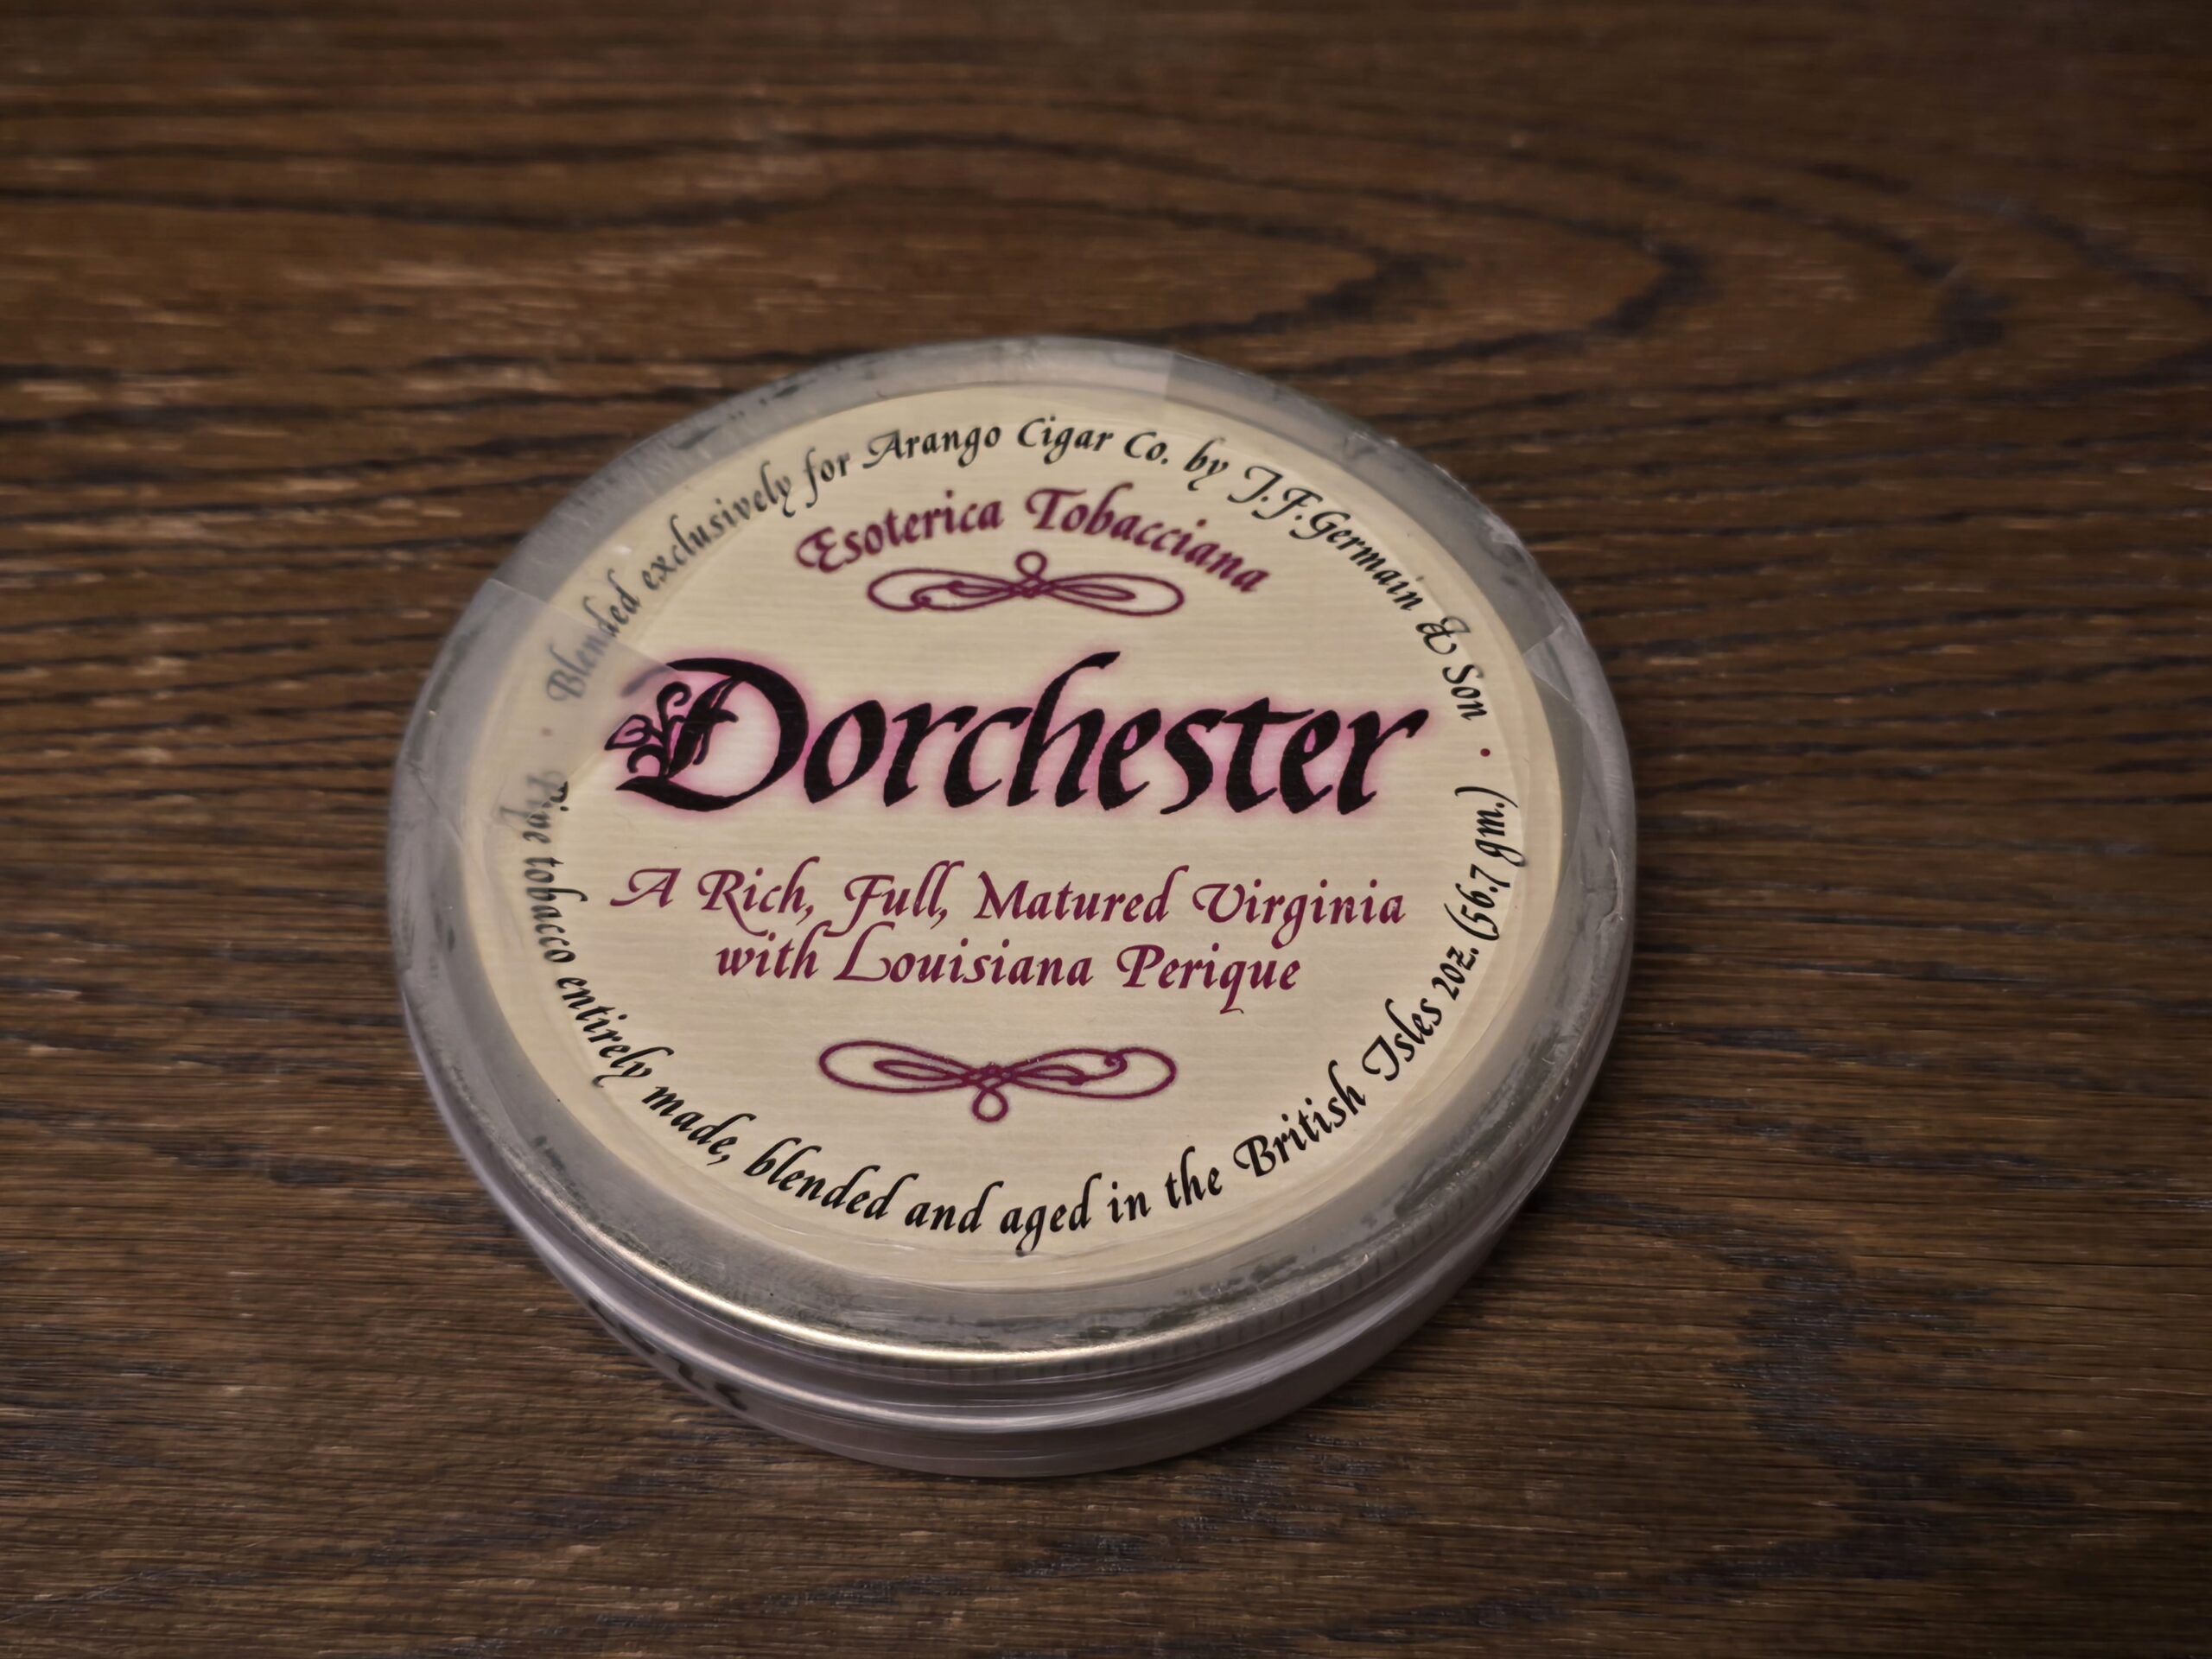 · Blended exclusively for Arango Cigar Co. by J.F.Germain & Son ·
Esoterica Tobacciana
Dorchester
A Rich, Full, Matured Virginia
with Louisiana Perique
Fine tobacco entirely made, blended and aged in the British Isles 2oz. (56.7 gm.)